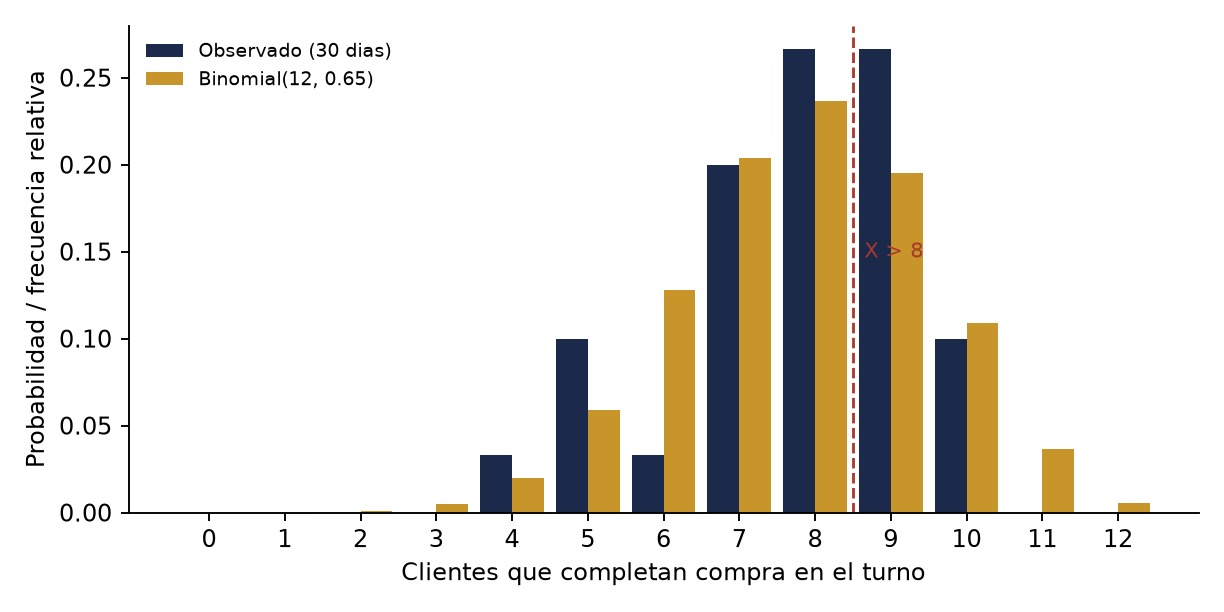 Observado (30 dias)
Binomial(12, 0.65)
Probabilidad / frecuencia relativa
0.25
0.20
0.15
0.10
0.05
0.00
X > 8
0 1 2 3 4 5 6 7 8 9 10 11 12
Clientes que completan compra en el turno